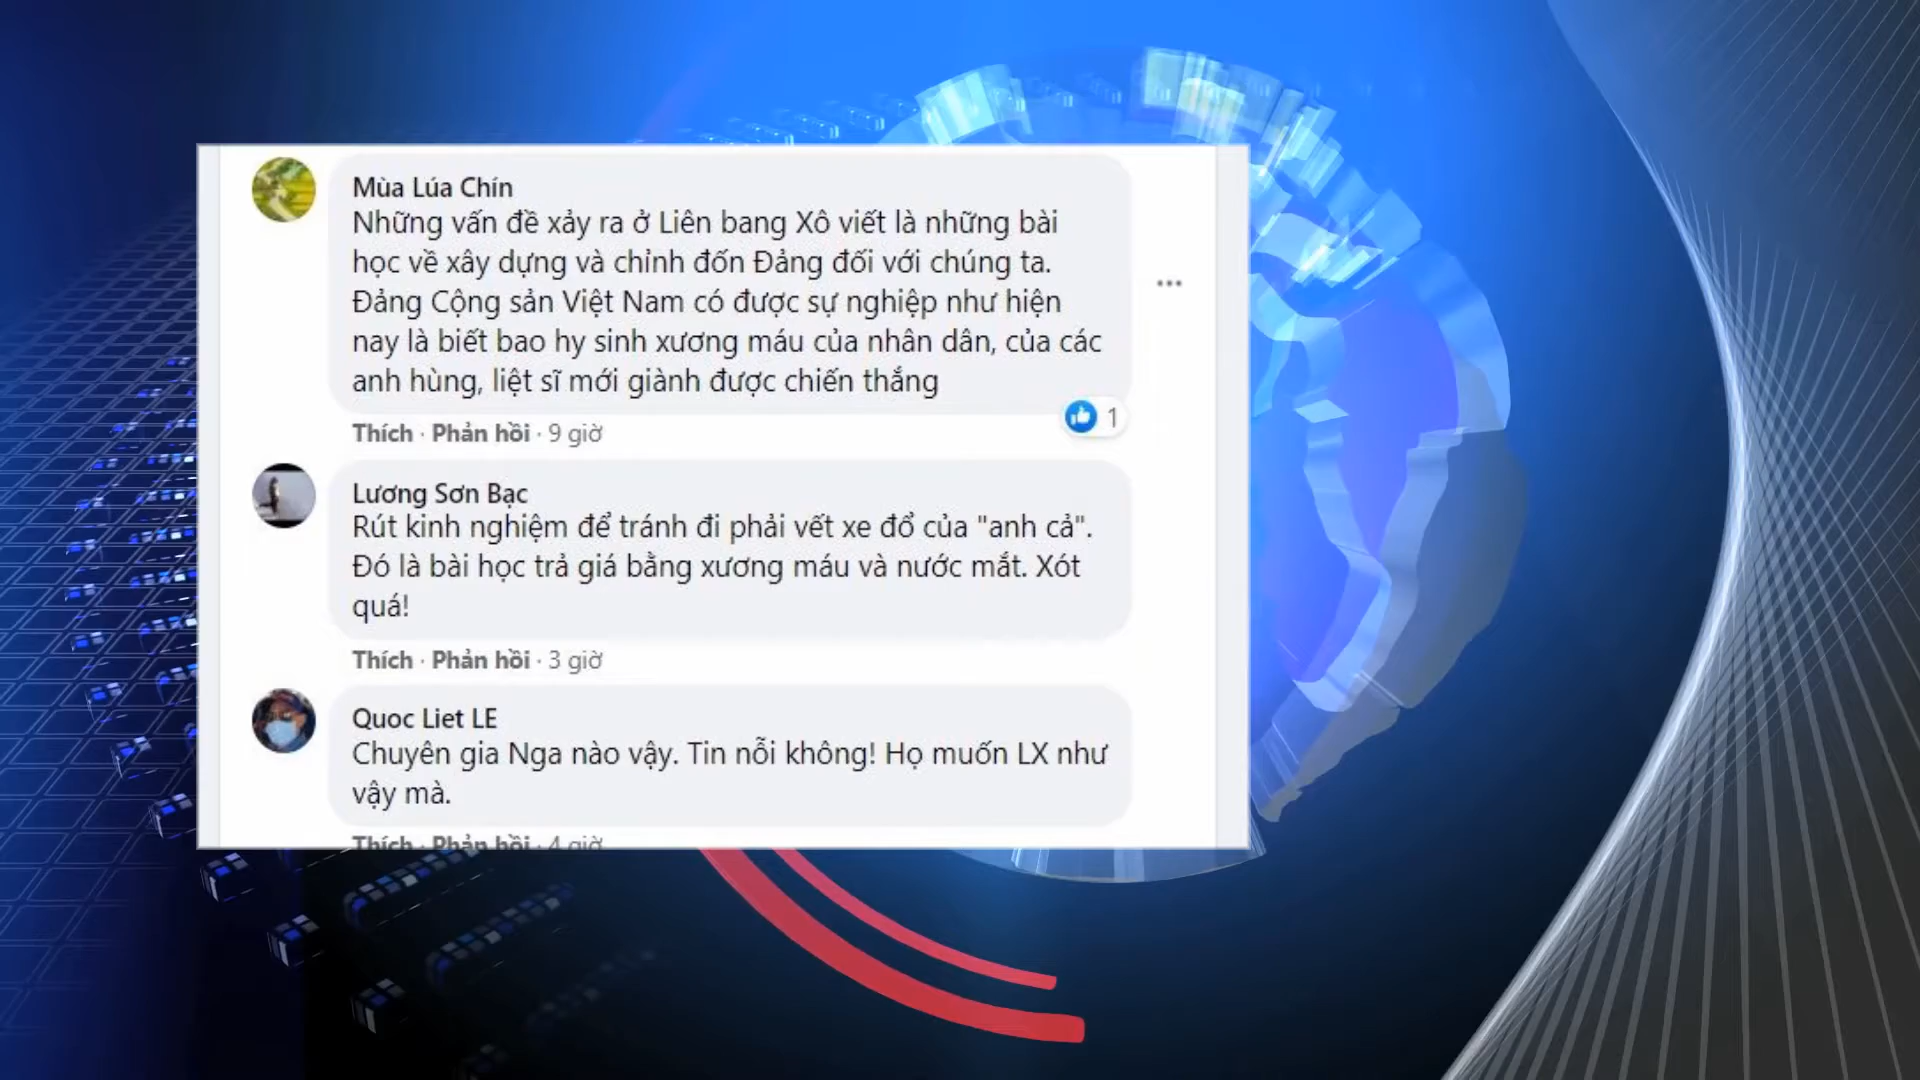 Mùa Lúa Chín
Những vấn đề xảy ra ở Liên bang Xô viết là những bài
học về xây dựng và chỉnh đốn Đảng đối với chúng ta.
Đảng Cộng sản Việt Nam có được sự nghiệp như hiện
nay là biết bao hy sinh xương máu của nhân dân, của các
anh hùng, liệt sĩ mới giành được chiến thắng
1
Thích · Phản hồi · 9 giờ
Lương Sơn Bạc
Rút kinh nghiệm để tránh đi phải vết xe đổ của "anh cả".
Đó là bài học trả giá bằng xương máu và nước mắt. Xót
quá!
Thích · Phản hồi · 3 giờ
Quoc Liet LE
Chuyên gia Nga nào vậy. Tin nỗi không! Họ muốn LX như
vậy mà.
Thích · Phản hồi · 4 giờ